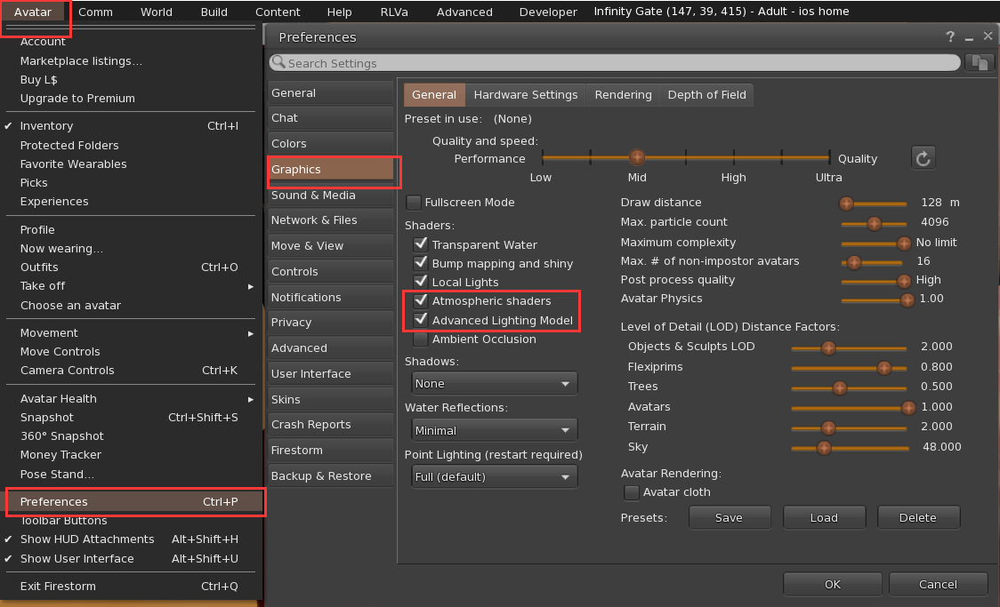 Avatar Comm World Build Content Help RLVa Advanced Developer Infinity Gate (147, 39, 415) - Adult - ios home
Account
Marketplace listings...
Buy L$
Upgrade to Premium
Inventory Ctrl+I
Protected Folders
Favorite Wearables
Picks
Experiences
Profile
Now wearing...
Outfits Ctrl+O
Take off
Choose an avatar
Movement
Move Controls
Camera Controls Ctrl+K
Avatar Health
Snapshot Ctrl+Shift+S
360° Snapshot
Money Tracker
Pose Stand...
Preferences Ctrl+P
Toolbar Buttons
Show HUD Attachments Alt+Shift+H
Show User Interface Alt+Shift+U
Exit Firestorm Ctrl+Q
Preferences ?
Search Settings
General
Chat
Colors
Graphics
Sound & Media
Network & Files
Move & View
Controls
Notifications
Privacy
Advanced
User Interface
Skins
Crash Reports
Firestorm
Backup & Restore
General Hardware Settings Rendering Depth of Field
Preset in use: (None)
Quality and speed:
Performance Quality
Low Mid High Ultra
Fullscreen Mode
Shaders:
Transparent Water
Bump mapping and shiny
Local Lights
Atmospheric shaders
Advanced Lighting Model
Ambient Occlusion
Shadows:
None
Water Reflections:
Minimal
Point Lighting (restart required)
Full (default)
Draw distance 128 m
Max. particle count 4096
Maximum complexity No limit
Max. # of non-impostor avatars 16
Post process quality High
Avatar Physics 1.00
Level of Detail (LOD) Distance Factors:
Objects & Sculpts LOD 2.000
Flexiprims 0.800
Trees 0.500
Avatars 1.000
Terrain 2.000
Sky 48.000
Avatar Rendering:
Avatar cloth
Presets: Save Load Delete
OK Cancel